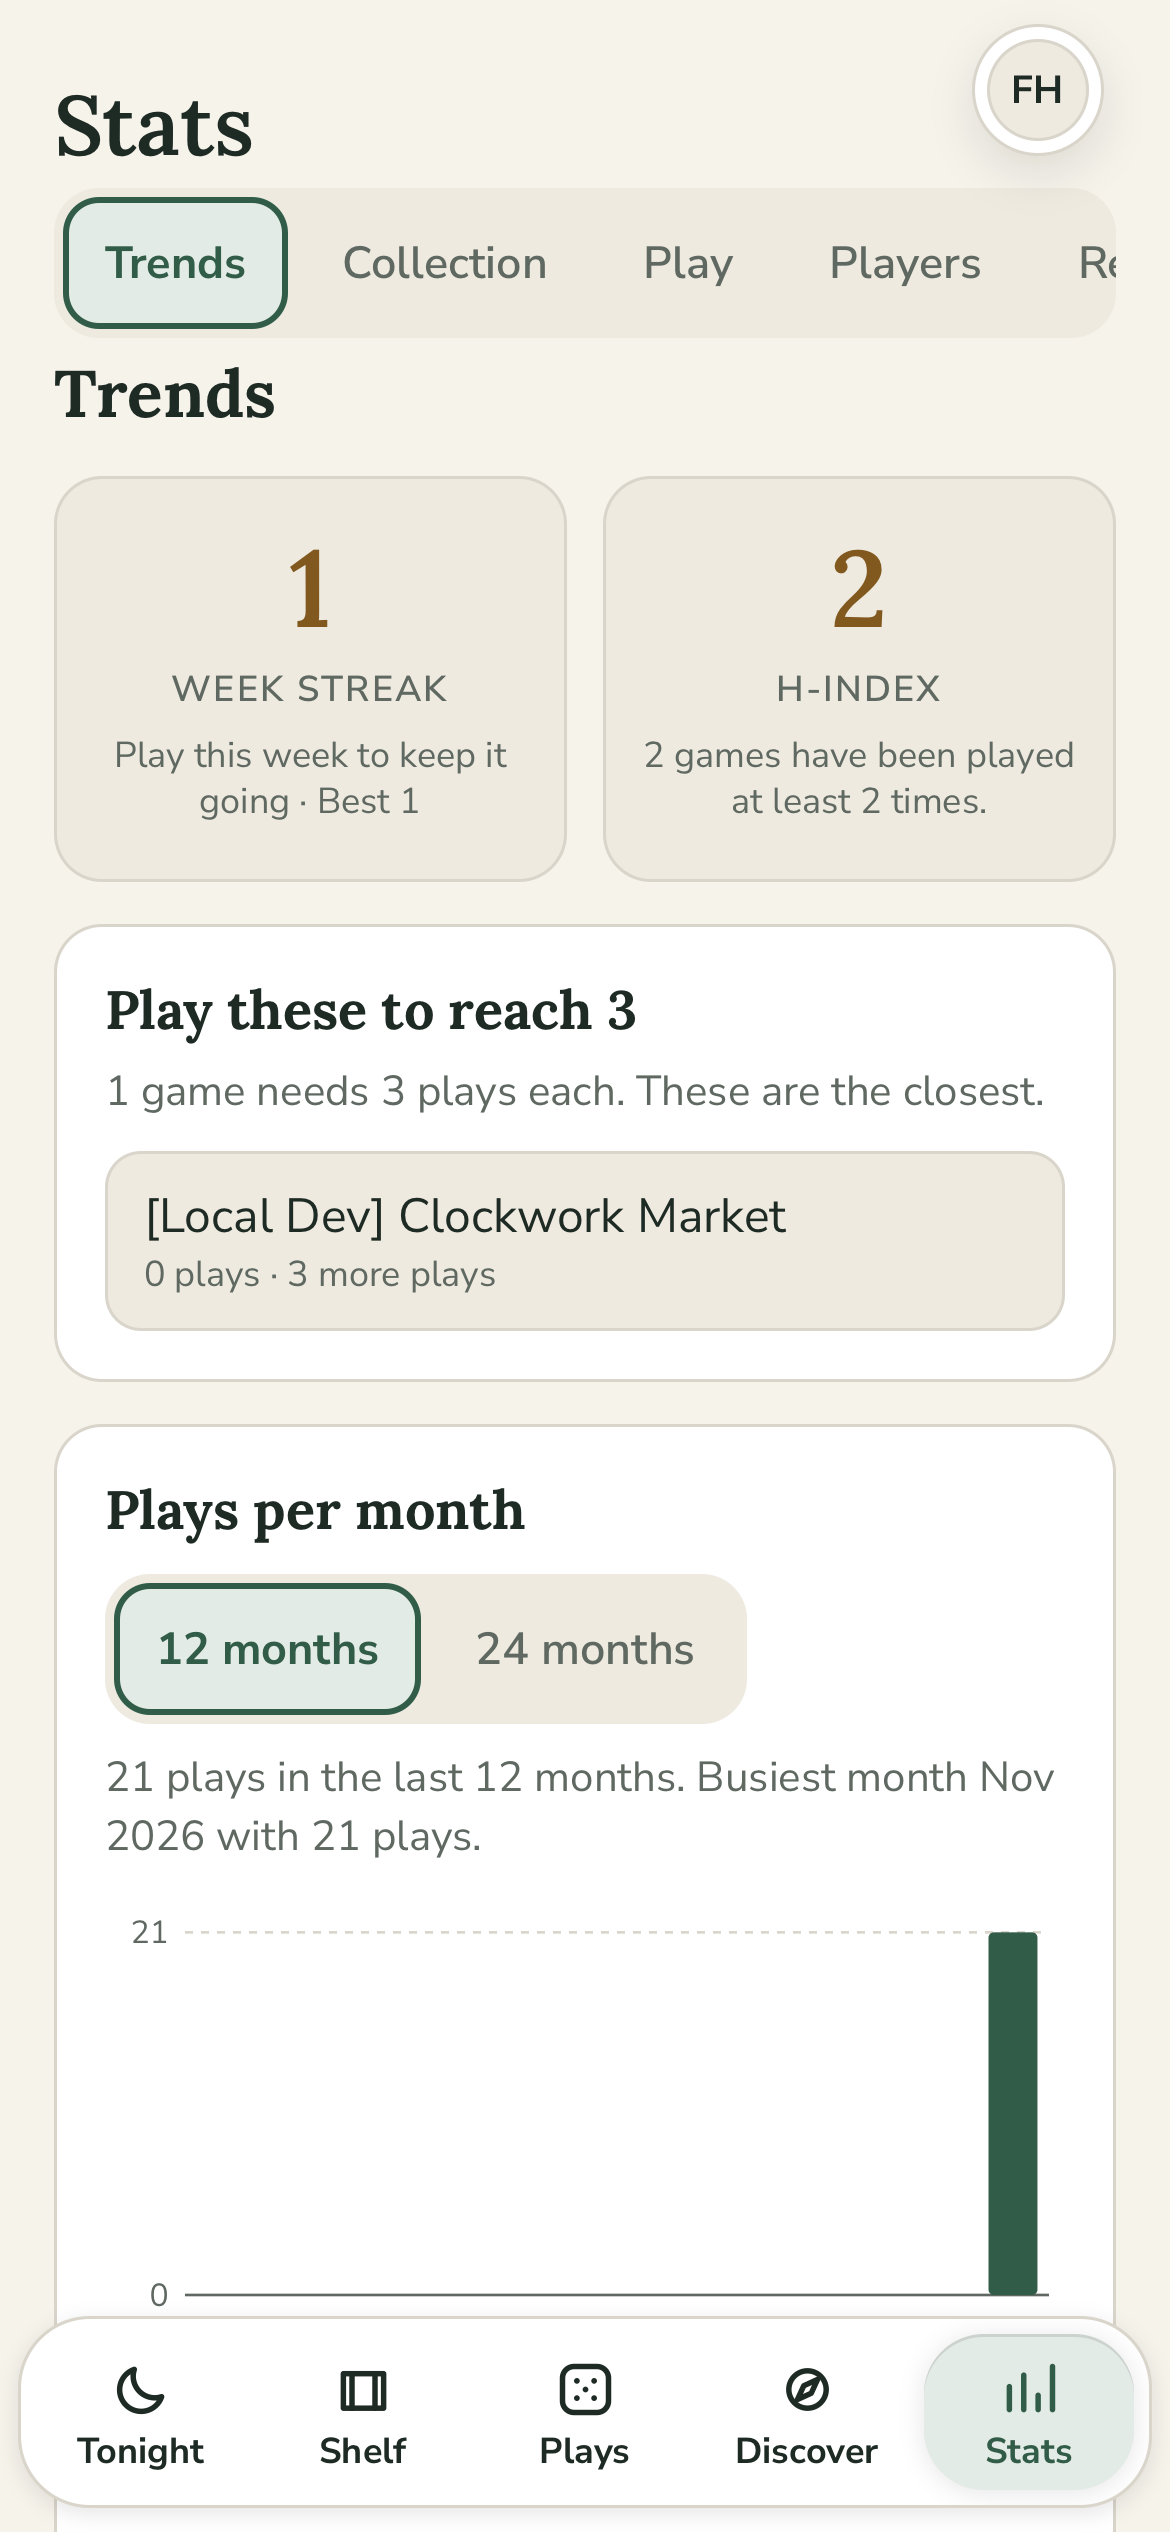 Stats
FH
Trends Collection Play Players Re
Trends
1
WEEK STREAK
Play this week to keep it
going · Best 1
2
H-INDEX
2 games have been played
at least 2 times.
Play these to reach 3
1 game needs 3 plays each. These are the closest.
[Local Dev] Clockwork Market
0 plays · 3 more plays
Plays per month
12 months 24 months
21 plays in the last 12 months. Busiest month Nov
2026 with 21 plays.
21
0
Tonight Shelf Plays Discover Stats